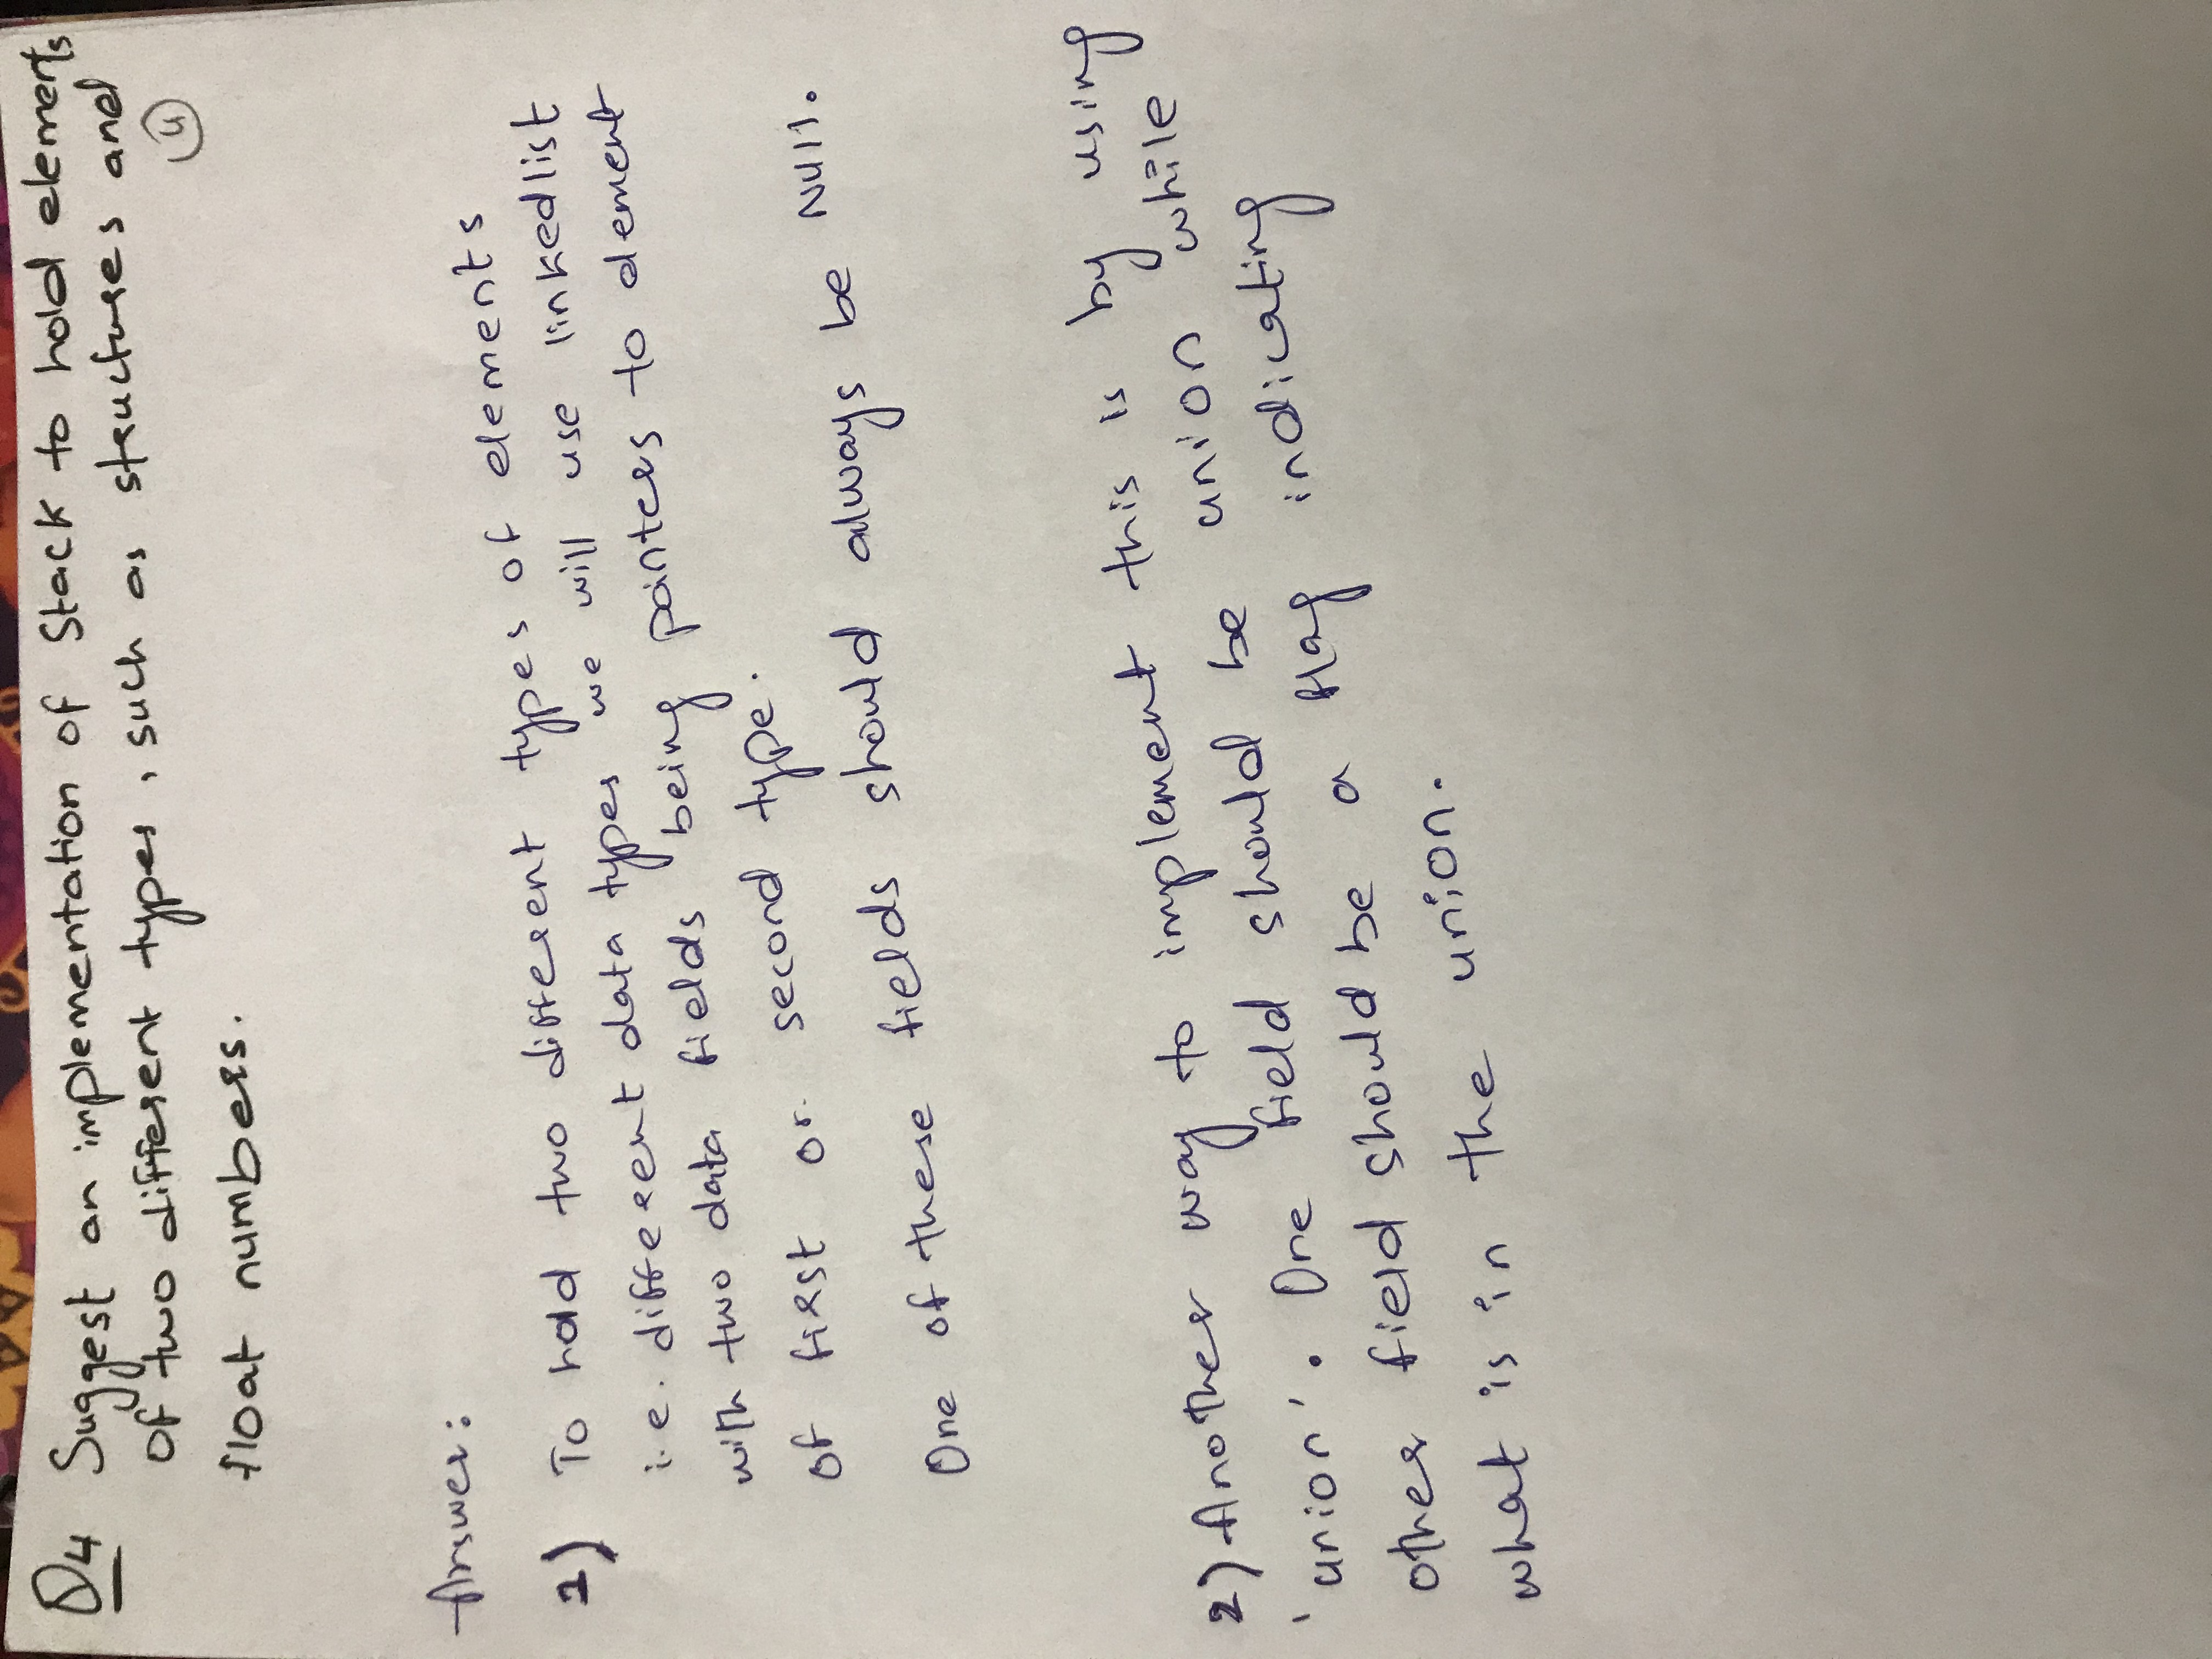 Q4 Suggest an implementation of Stack to hold elements
of two different types, such as structures and
4
float numbers.
Answer:
1) To hold two different types of elements
i.e. different data types we will use linkedlist
with two data fields being pointers to element
of first or second type.
One of these fields should always be Null.
2) Another way to implement this is by using
'union'. One field should be union while
other field should be a flag indicating
what is in the union.